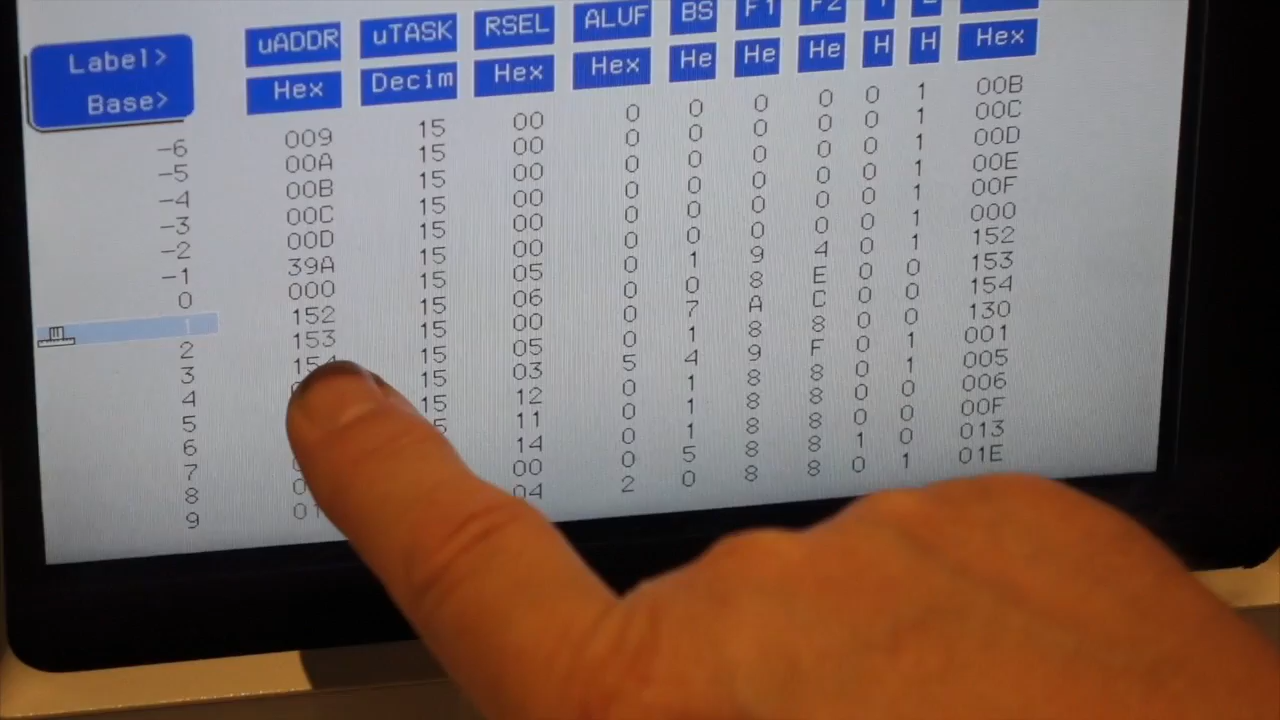 Label> uADDR uTASK RSEL ALUF BS F1 F2
Base> Hex Decim Hex Hex He He He H H Hex
-6 009 15 00 0 0 0 0 0 1 00B
-5 00A 15 00 0 0 0 0 0 1 00C
-4 00B 15 00 0 0 0 0 0 1 00D
-3 00C 15 00 0 0 0 0 0 1 00E
-2 00D 15 00 0 0 0 0 0 1 00F
-1 39A 15 00 0 0 0 0 0 1 000
0 000 15 05 0 1 9 4 0 1 152
1 152 15 06 0 0 8 E 0 0 153
2 153 15 00 0 7 A C 0 0 154
3 154 15 05 0 1 8 8 0 0 130
4 15 03 5 4 9 F 0 1 001
5 15 12 0 1 8 8 0 1 005
6 11 0 1 8 8 0 0 006
7 14 0 1 8 8 0 0 00F
8 00 0 5 8 8 1 0 013
9 04 2 0 8 8 0 1 01E